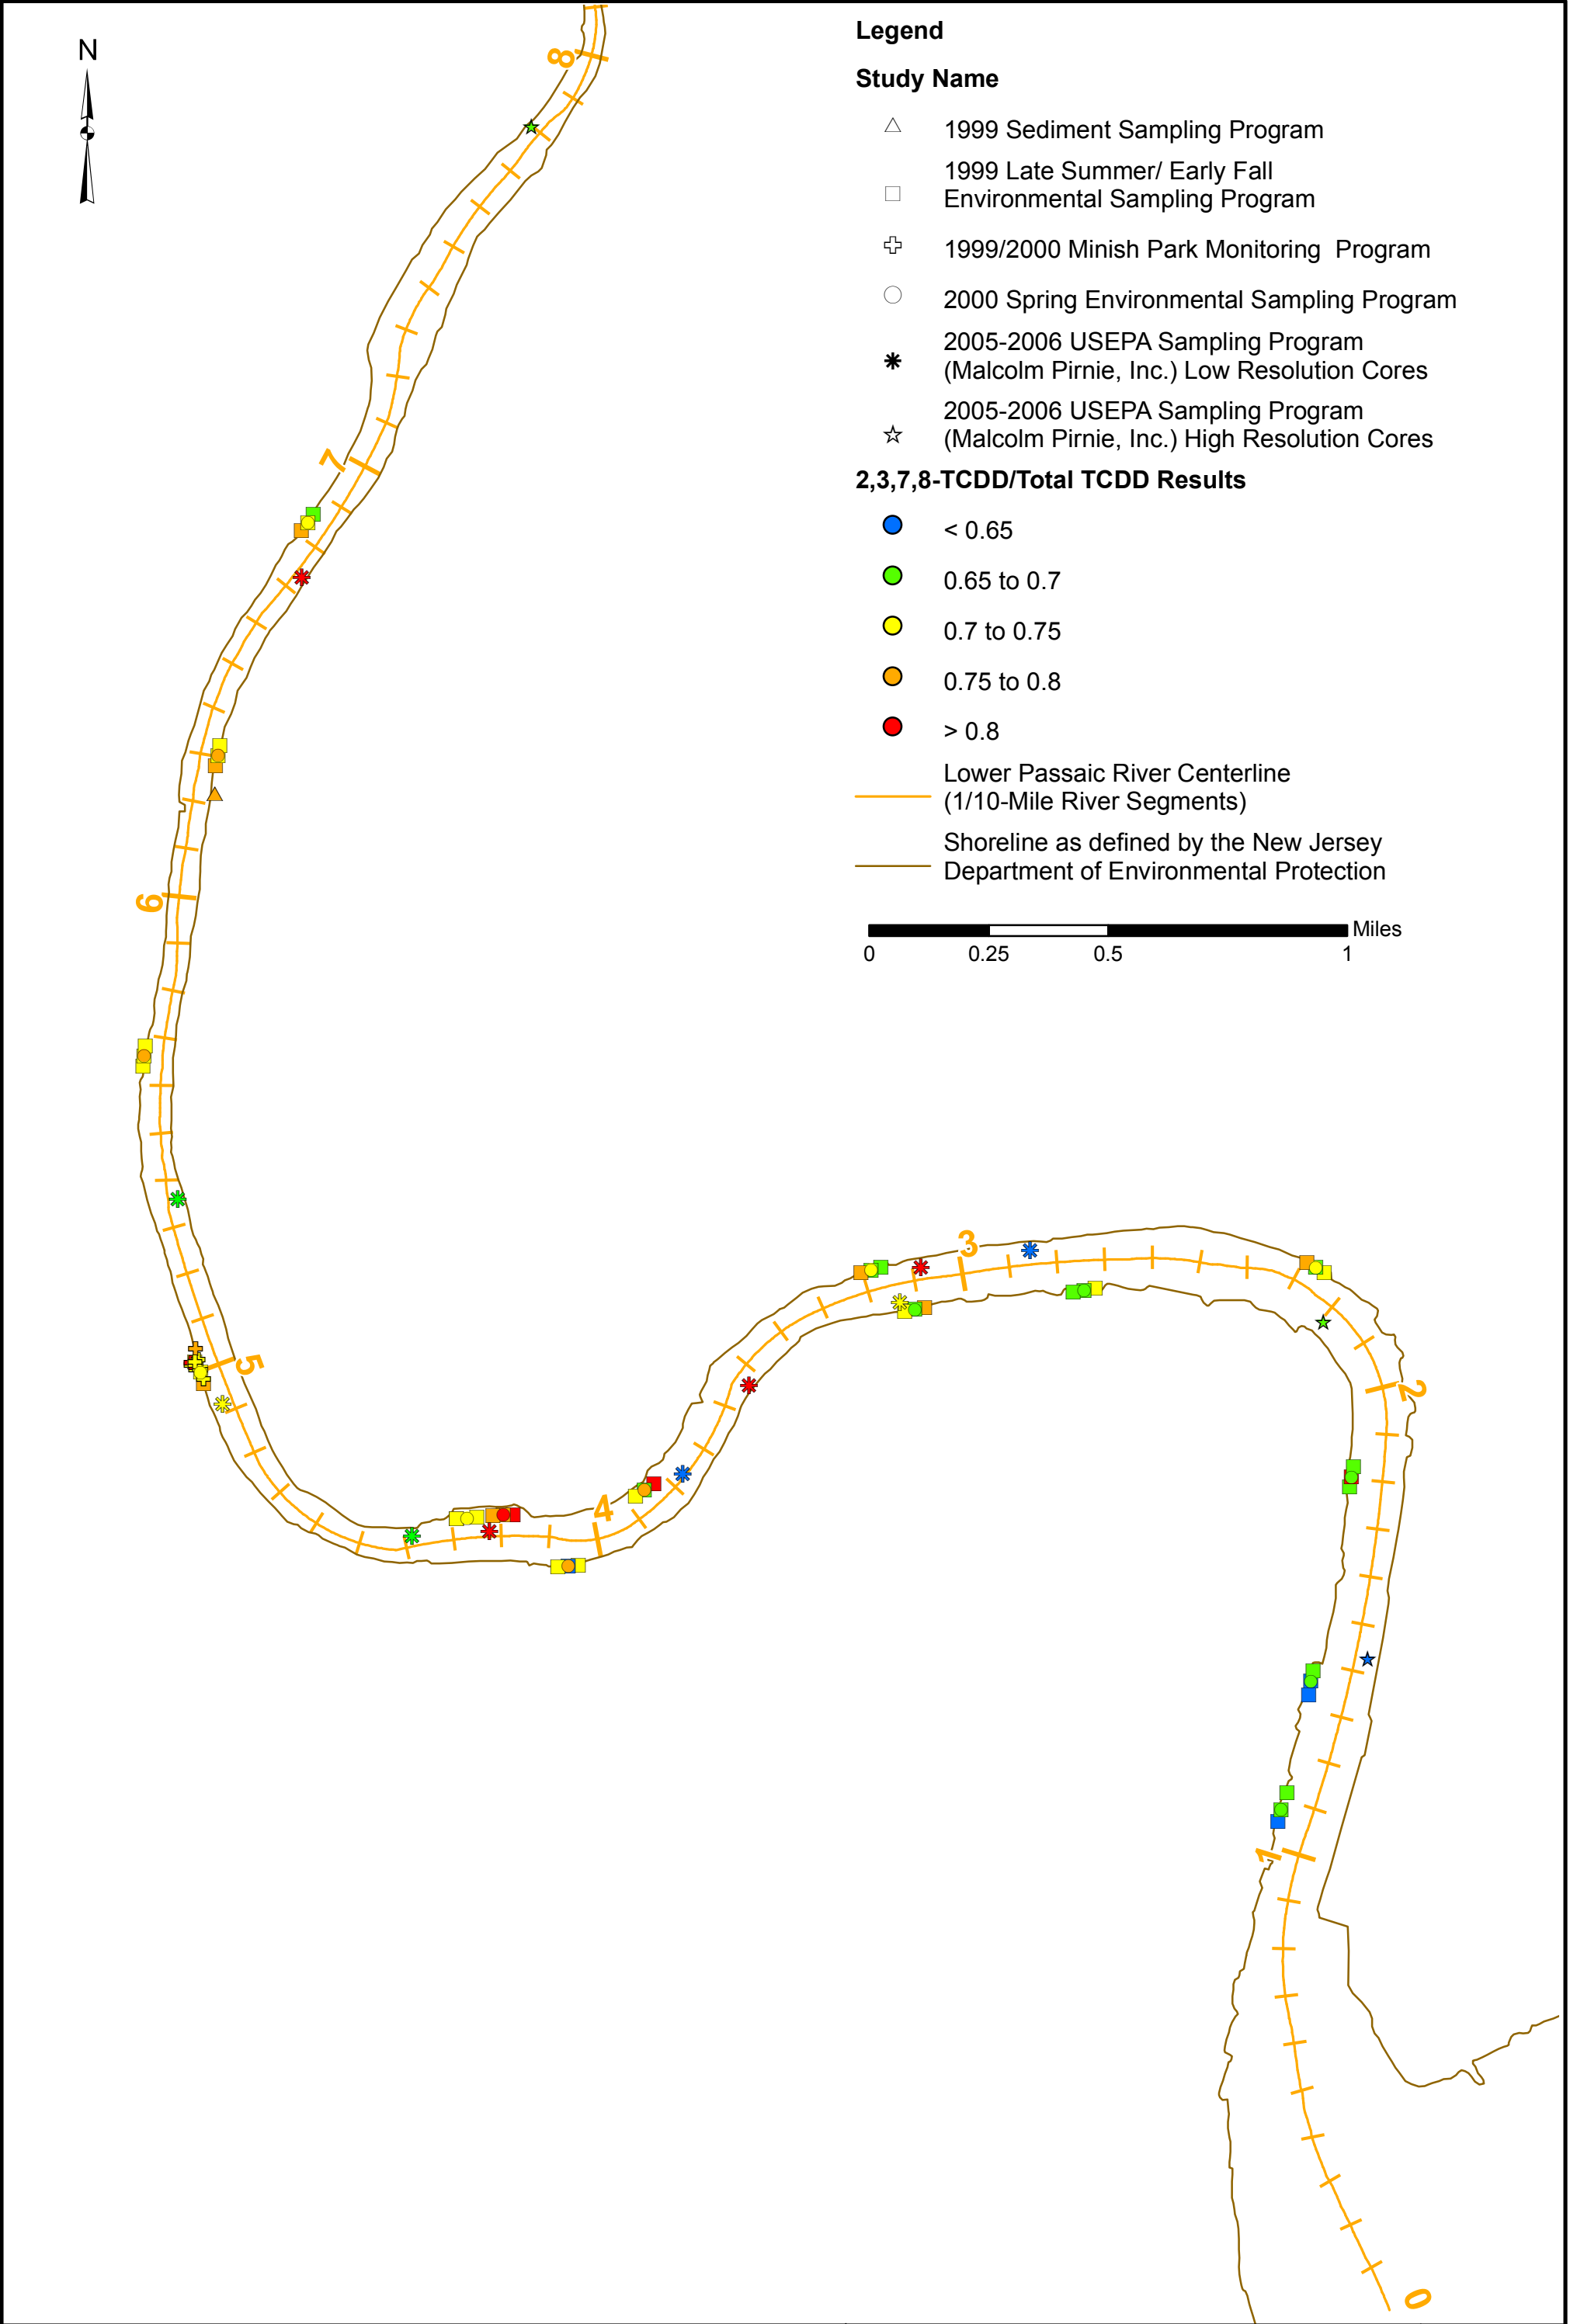 N
Legend
Study Name
1999 Sediment Sampling Program
1999 Late Summer/ Early Fall
Environmental Sampling Program
1999/2000 Minish Park Monitoring Program
2000 Spring Environmental Sampling Program
2005-2006 USEPA Sampling Program
(Malcolm Pirnie, Inc.) Low Resolution Cores
2005-2006 USEPA Sampling Program
(Malcolm Pirnie, Inc.) High Resolution Cores
2,3,7,8-TCDD/Total TCDD Results
< 0.65
0.65 to 0.7
0.7 to 0.75
0.75 to 0.8
> 0.8
Lower Passaic River Centerline
(1/10-Mile River Segments)
Shoreline as defined by the New Jersey
Department of Environmental Protection
Miles
0 0.25 0.5 1
8
7
6
5
4
3
2
1
0